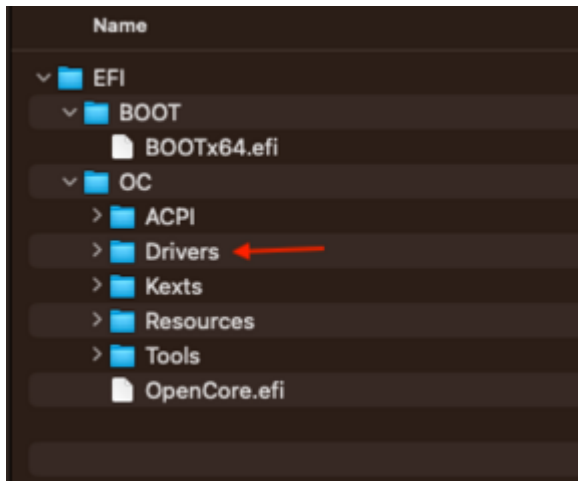 Name
EFI
BOOT
BOOTx64.efi
OC
ACPI
Drivers
Kexts
Resources
Tools
OpenCore.efi